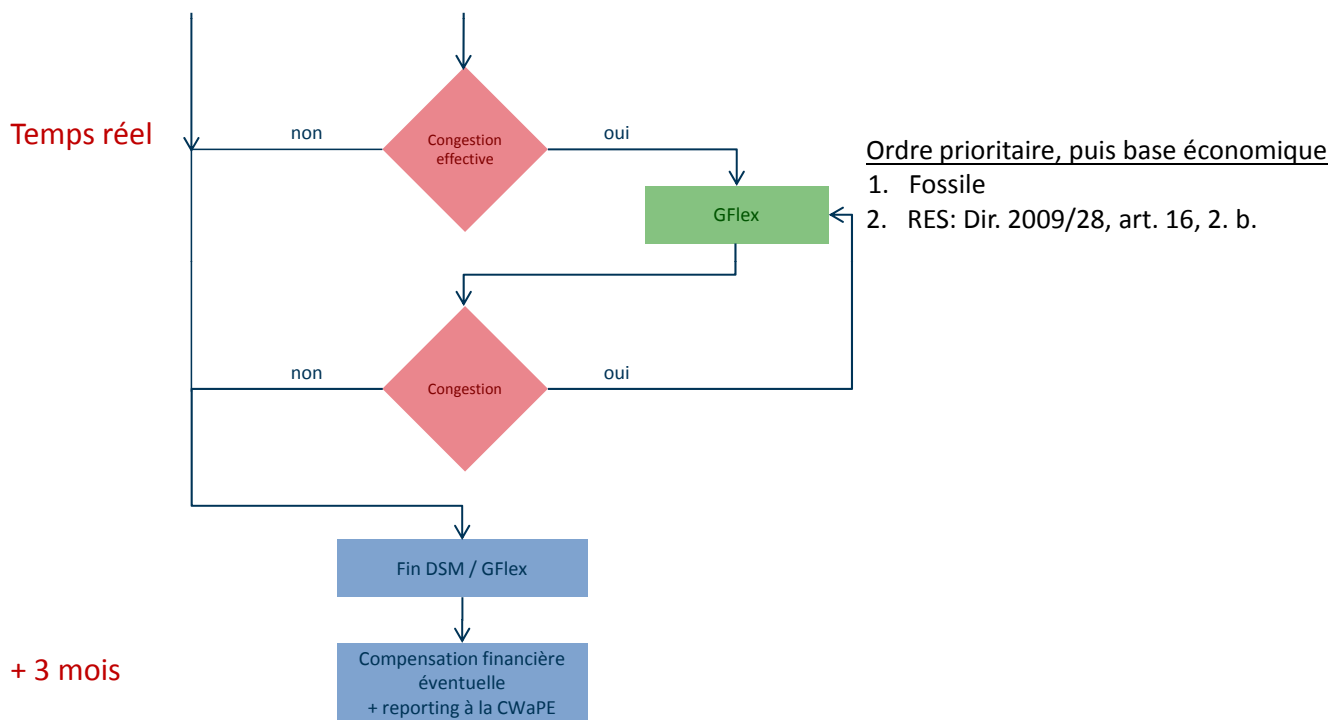 Temps réel
non
Congestion
effective
oui
Ordre prioritaire, puis base économique
1. Fossile
2. RES: Dir. 2009/28, art. 16, 2. b.
GFlex
non
Congestion
oui
Fin DSM / GFlex
+ 3 mois
Compensation financière
éventuelle
+ reporting à la CWaPE